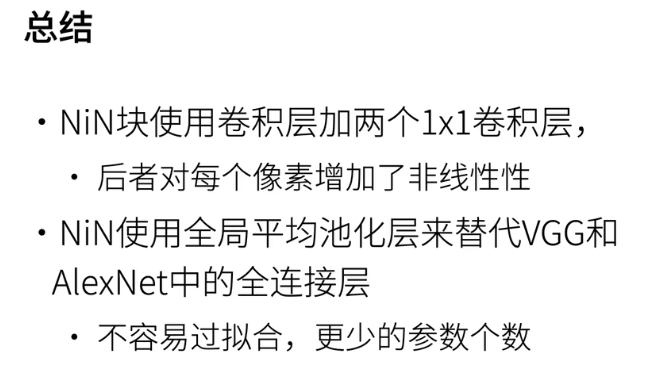 总结
• NiN块使用卷积层加两个1x1卷积层，
• 后者对每个像素增加了非线性性
• NiN使用全局平均池化层来替代VGG和
AlexNet中的全连接层
• 不容易过拟合，更少的参数个数